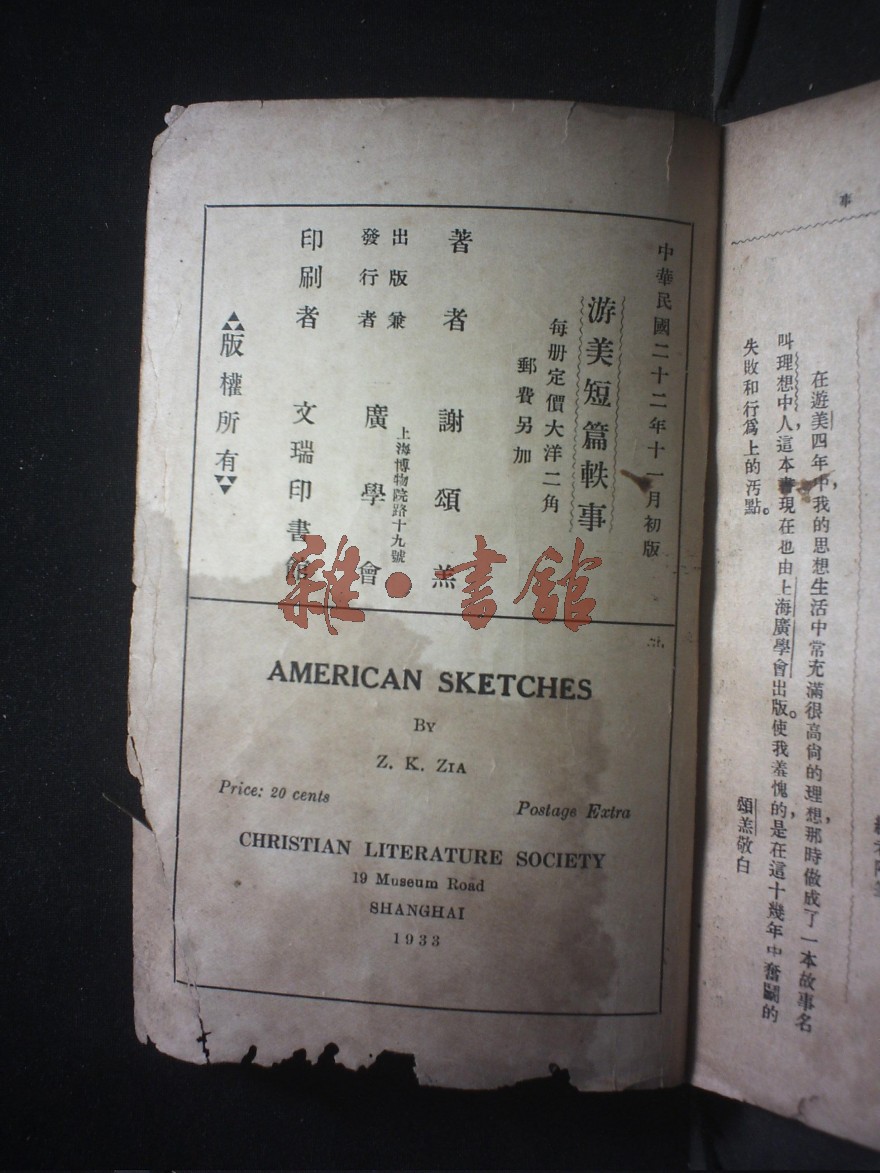 事
在遊美四年中,我的思想生活中常充滿很高尙的理想,那時做成了一本故事名
叫理想中人,這本書現在也由上海廣學會出版。使我羞愧的,是在這十幾年中奮鬭的
失敗和行爲上的汚點。
頌羔敬白
中華民國二十二年十一月初版
游美短篇軼事
每册定價大洋二角
郵費另加
著者 謝頌羔
出版兼發行者 廣學會
上海博物院路十九號
印刷者 文瑞印書館
版權所有
雜·書館
AMERICAN SKETCHES
BY
Z. K. ZIA
Price: 20 cents
Postage Extra
CHRISTIAN LITERATURE SOCIETY
19 Museum Road
SHANGHAI
1933